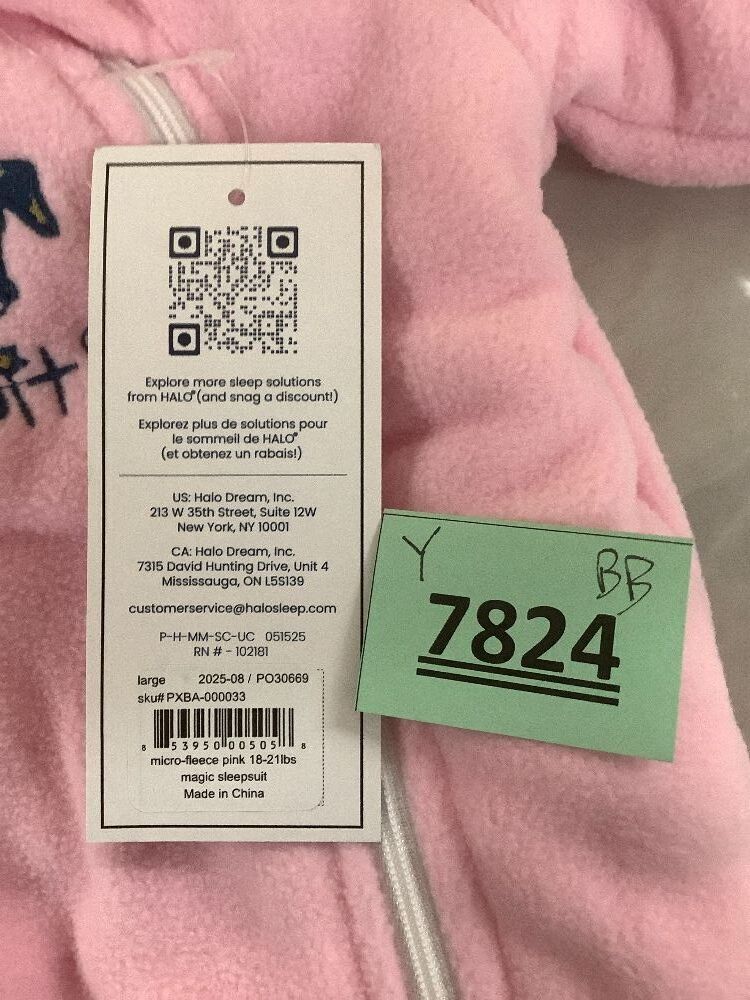 Explore more sleep solutions
from HALO® (and snag a discount!)
Explorez plus de solutions pour
le sommeil de HALO®
(et obtenez un rabais!)
US: Halo Dream, Inc.
213 W 35th Street, Suite 12W
New York, NY 10001
CA: Halo Dream, Inc.
7315 David Hunting Drive, Unit 4
Mississauga, ON L5S139
customerservice@halosleep.com
P-H-MM-SC-UC 051525
RN # - 102181
large 2025-08 / PO30669
sku# PXBA-000033
8 53950 00505 8
micro-fleece pink 18-21lbs
magic sleepsuit
Made in China
Y BB
7824